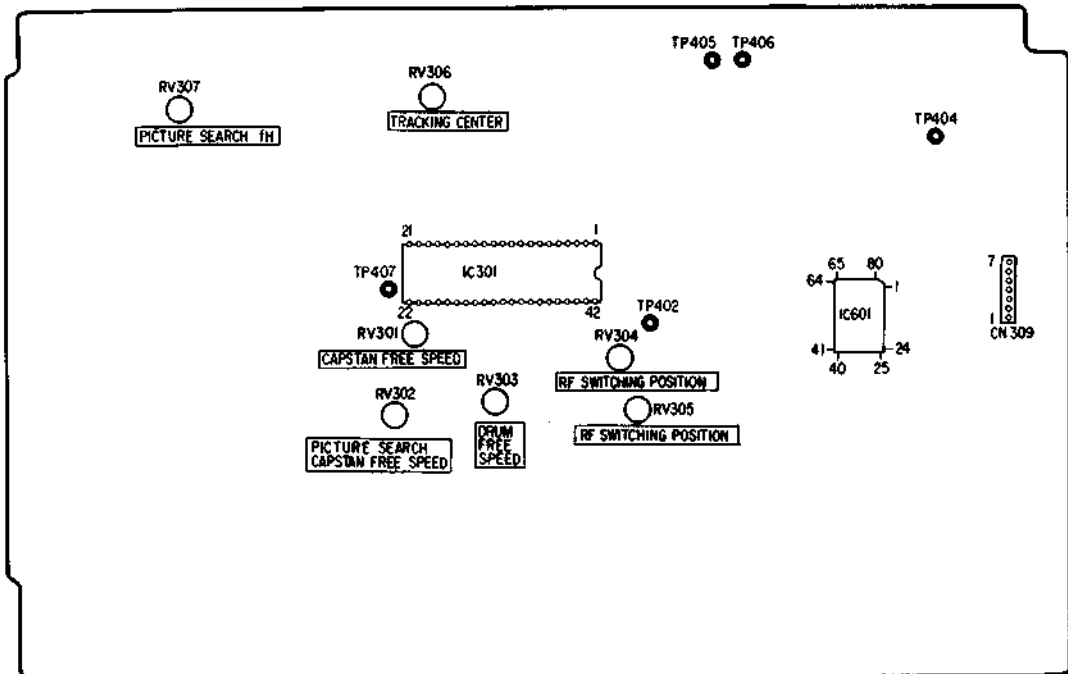 TP405 TP406
RV306
RV307
TRACKING CENTER
PICTURE SEARCH fH
TP404
21 1
IC301
TP407
65 80
64 1
IC601
7
22 42
TP402
1
CN309
RV301
RV304
41 24
40 25
CAPSTAN FREE SPEED
RV303
RF SWITCHING POSITION
RV302
RV305
DRUM
FREE
SPEED
RF SWITCHING POSITION
PICTURE SEARCH
CAPSTAN FREE SPEED